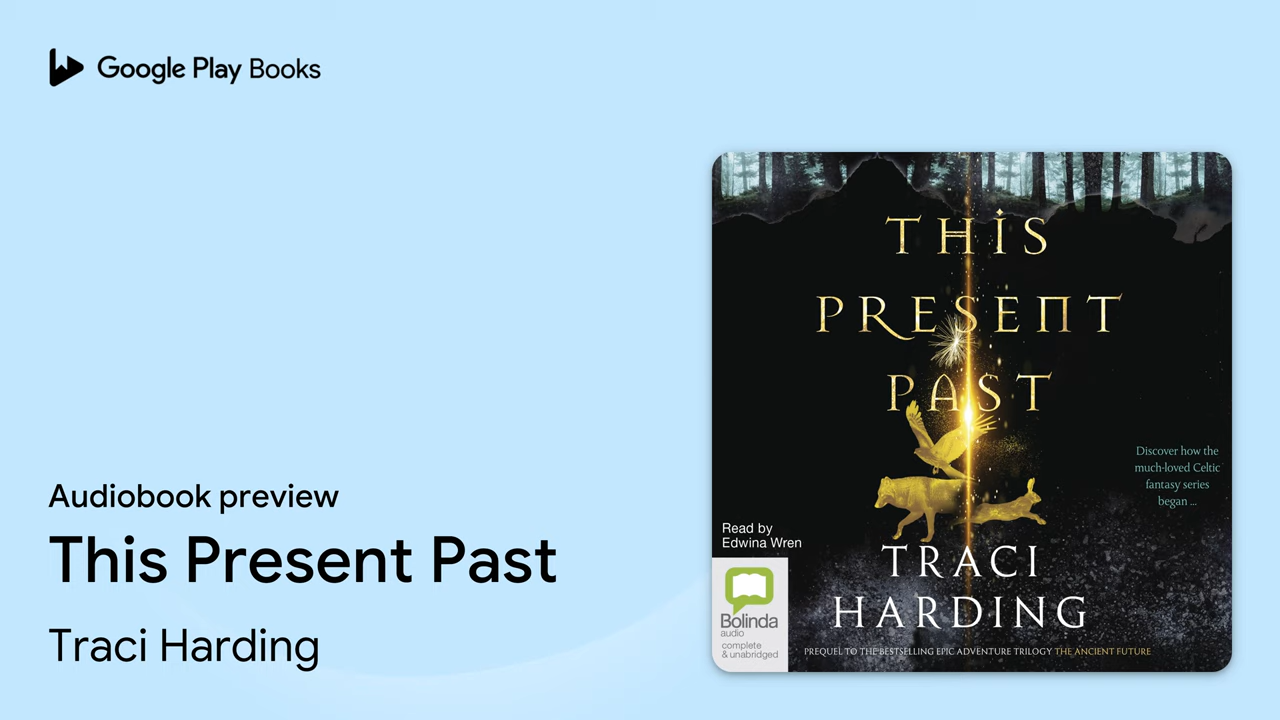 Google Play Books
Audiobook preview
This Present Past
Traci Harding
THIS
PRESENT
PAST
Discover how the
much-loved Celtic
fantasy series
began ...
Read by
Edwina Wren
Bolinda
audio
complete
& unabridged
TRACI
HARDING
PREQUEL TO THE BESTSELLING EPIC ADVENTURE TRILOGY THE ANCIENT FUTURE